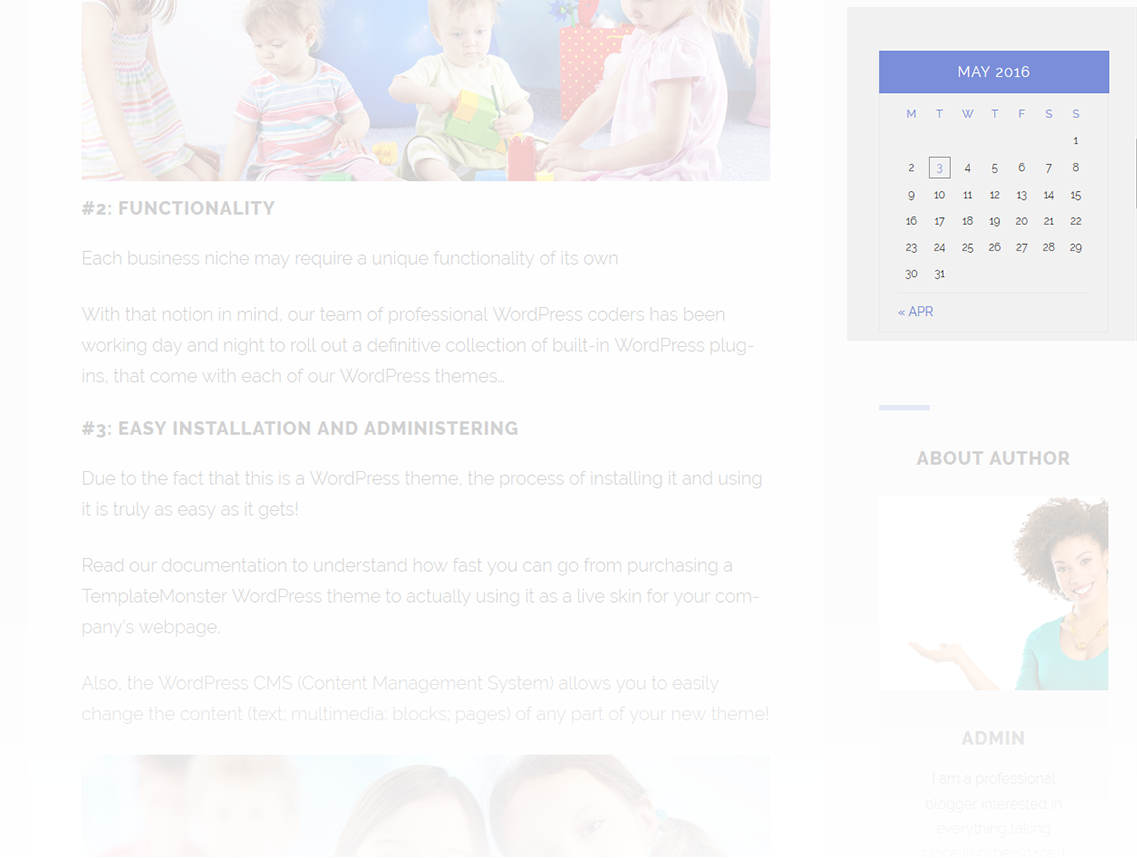 #2: FUNCTIONALITY
Each business niche may require a unique functionality of its own
With that notion in mind, our team of professional WordPress coders has been
working day and night to roll out a definitive collection of built-in WordPress plug-
ins, that come with each of our WordPress themes…
#3: EASY INSTALLATION AND ADMINISTERING
Due to the fact that this is a WordPress theme, the process of installing it and using
it is truly as easy as it gets!
Read our documentation to understand how fast you can go from purchasing a
TemplateMonster WordPress theme to actually using it as a live skin for your com-
pany's webpage.
Also, the WordPress CMS (Content Management System) allows you to easily
change the content (text; multimedia; blocks; pages) of any part of your new theme!
MAY 2016
M T W T F S S
1
2 3 4 5 6 7 8
9 10 11 12 13 14 15
16 17 18 19 20 21 22
23 24 25 26 27 28 29
30 31
« APR
ABOUT AUTHOR
ADMIN
I am a professional
blogger interested in
everything taking
place in cyberspace. I